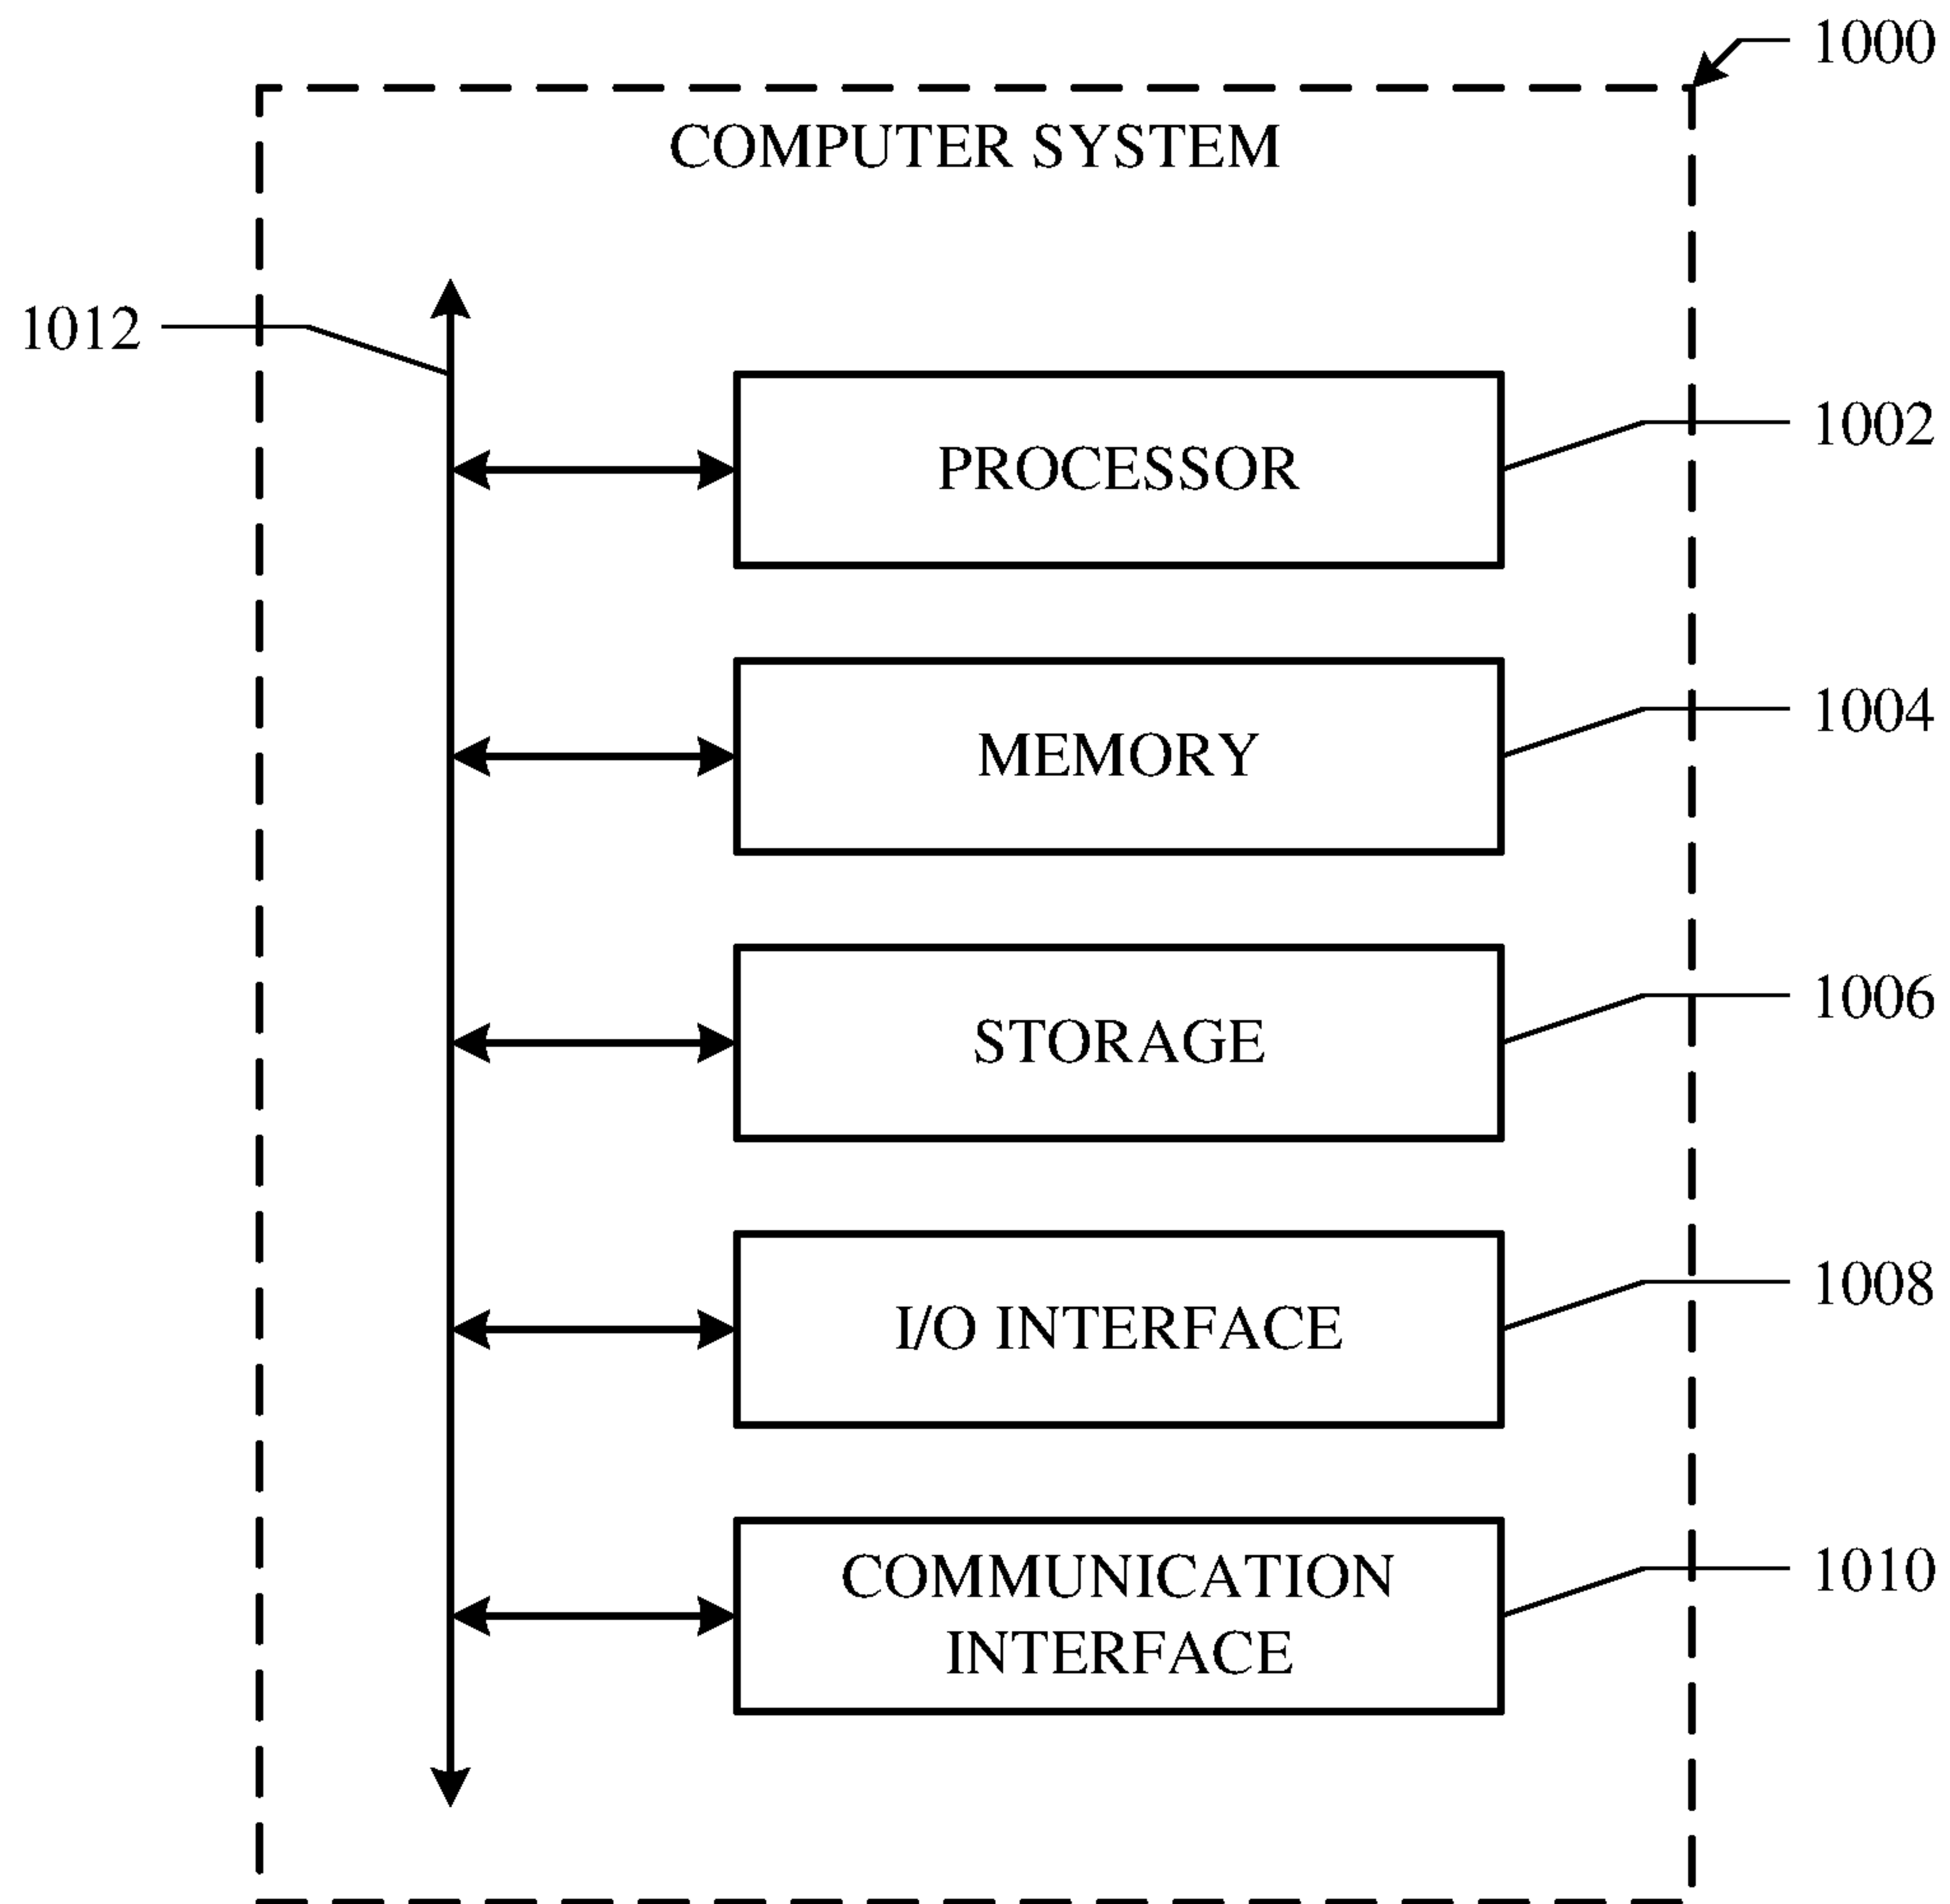 1000
COMPUTER SYSTEM
1012
1002
PROCESSOR
1004
MEMORY
1006
STORAGE
1008
I/O INTERFACE
1010
COMMUNICATION
INTERFACE